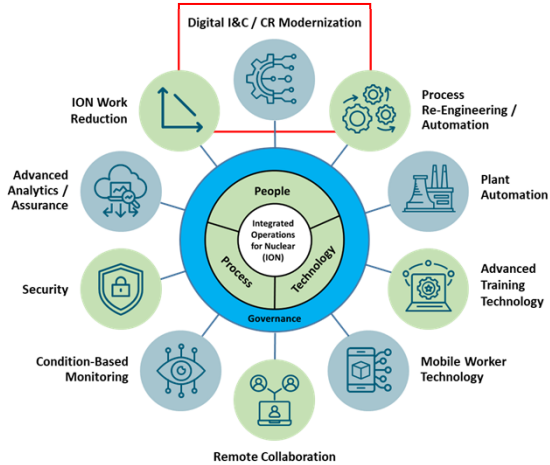 Digital I&C / CR Modernization
ION Work
Reduction
Process
Re-Engineering /
Automation
Advanced
Analytics /
Assurance
Plant
Automation
People
Integrated
Operations
for Nuclear
(ION)
Process
Technology
Governance
Security
Advanced
Training
Technology
Condition-Based
Monitoring
Mobile Worker
Technology
Remote Collaboration